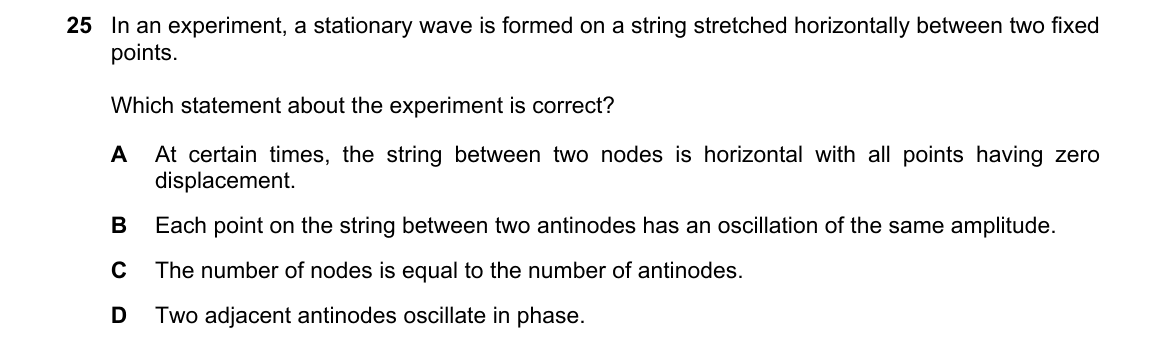 25 In an experiment, a stationary wave is formed on a string stretched horizontally between two fixed
points.
Which statement about the experiment is correct?
A At certain times, the string between two nodes is horizontal with all points having zero
displacement.
B Each point on the string between two antinodes has an oscillation of the same amplitude.
C The number of nodes is equal to the number of antinodes.
D Two adjacent antinodes oscillate in phase.